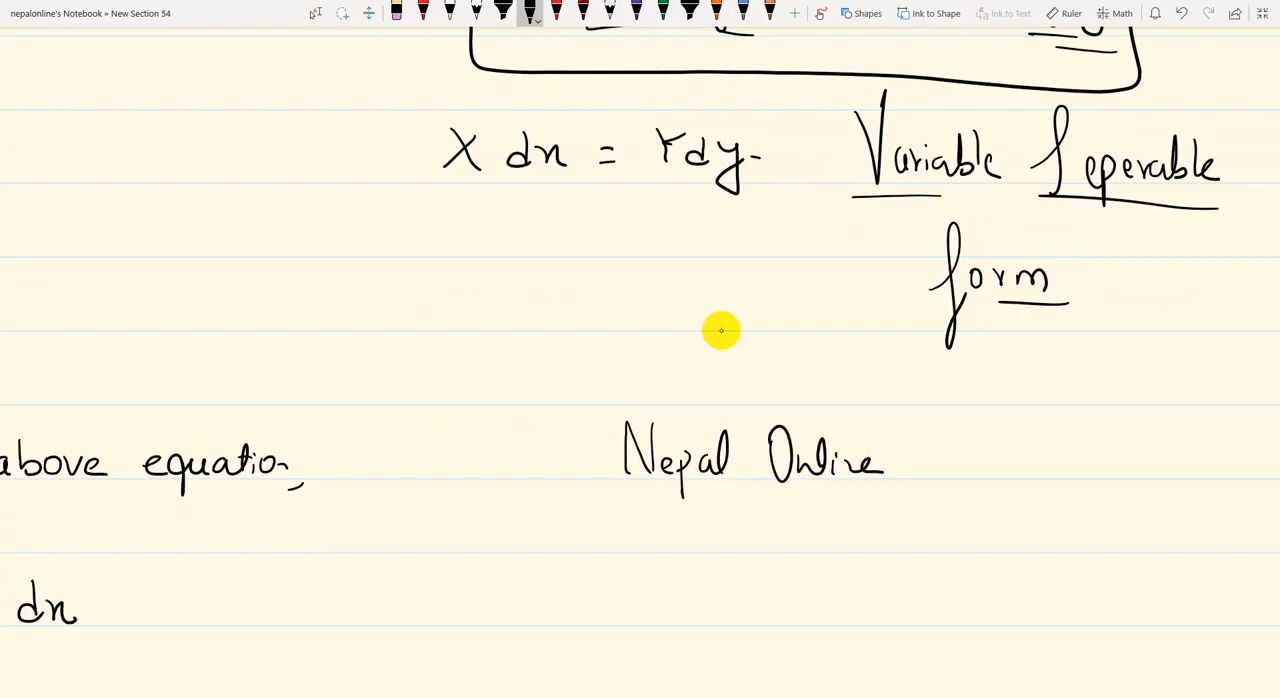 nepalonline's Notebook » New Section 54
Shapes Ink to Shape Ink to Text Ruler Math
X dx = Y dy. Variable Seperable
form
above equation, Nepal Online
dx